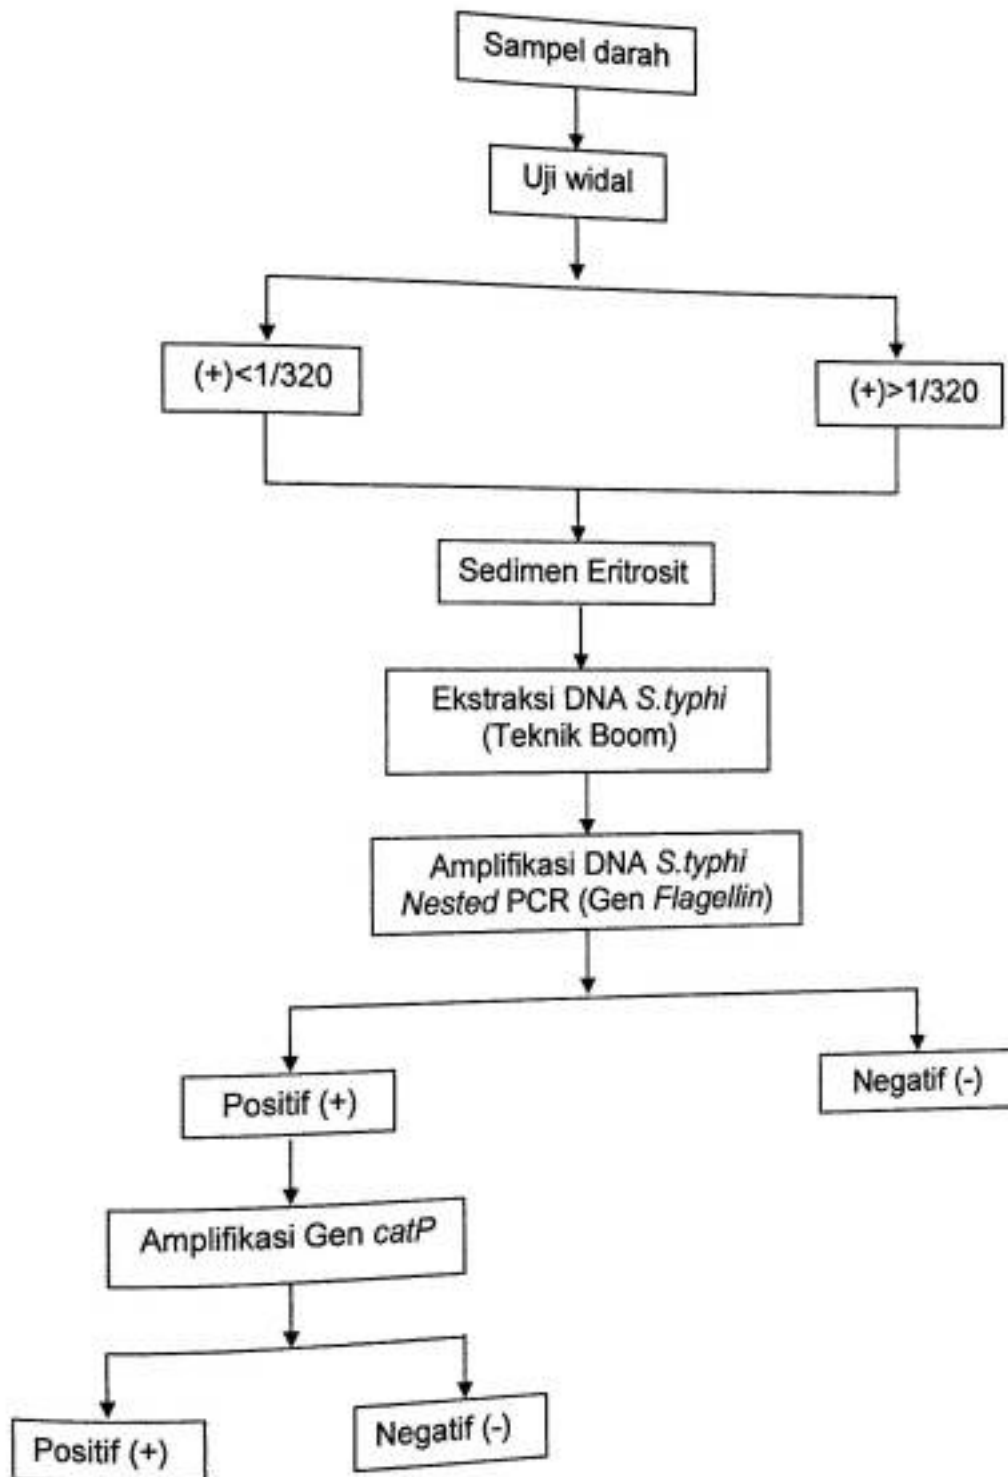 Sampel darah
Uji widal
(+)<1/320
(+)>1/320
Sedimen Eritrosit
Ekstraksi DNA S.typhi
(Teknik Boom)
Amplifikasi DNA S.typhi
Nested PCR (Gen Flagellin)
Positif (+)
Negatif (-)
Amplifikasi Gen catP
Positif (+)
Negatif (-)